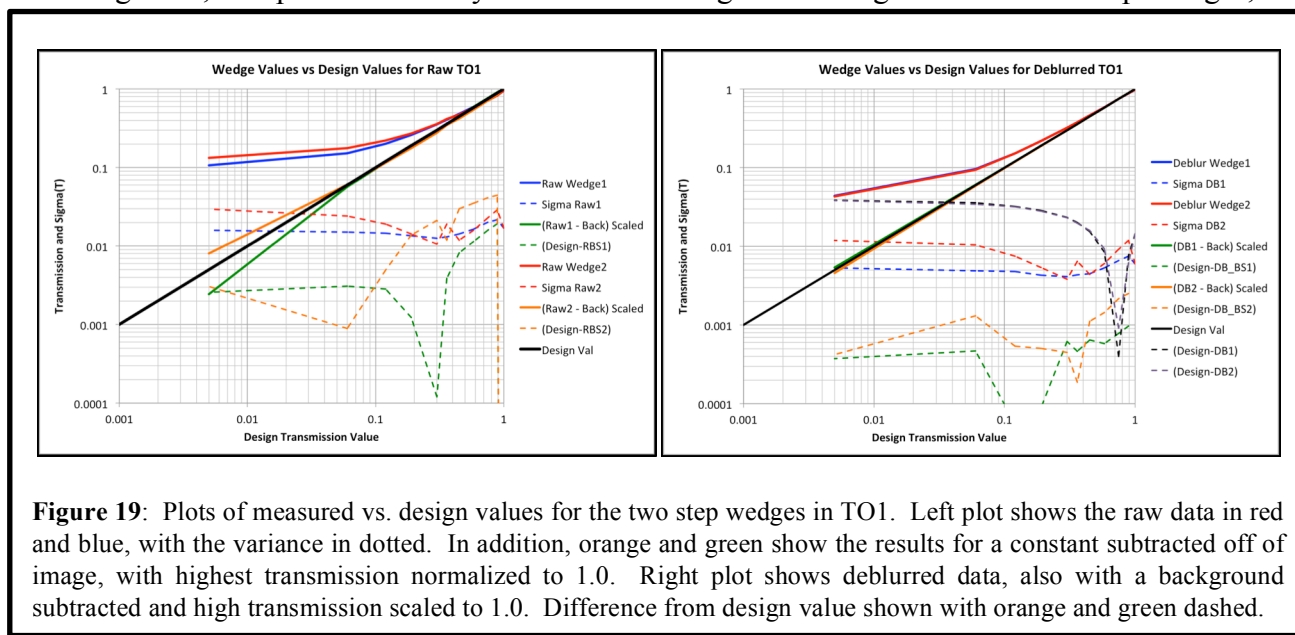 Wedge Values vs Design Values for Raw TO1
1
0.1
0.01
0.001
0.0001
Transmission and Sigma(T)
0.001
0.01
0.1
1
Design Transmission Value
Raw Wedge1
Sigma Raw1
(Raw1 - Back) Scaled
(Design-RBS1)
Raw Wedge2
Sigma Raw2
(Raw2 - Back) Scaled
(Design-RBS2)
Design Val
Wedge Values vs Design Values for Deblurred TO1
1
0.1
0.01
0.001
0.0001
Transmission and Sigma(T)
0.001
0.01
0.1
1
Design Transmission Value
Deblur Wedge1
Sigma DB1
Deblur Wedge2
Sigma DB2
(DB1 - Back) Scaled
(Design-DB_BS1)
(DB2 - Back) Scaled
(Design-DB_BS2)
Design Val
(Design-DB1)
(Design-DB2)
Figure 19:  Plots of measured vs. design values for the two step wedges in TO1.  Left plot shows the raw data in red
and blue, with the variance in dotted.  In addition, orange and green show the results for a constant subtracted off of
image, with highest transmission normalized to 1.0.  Right plot shows deblurred data, also with a background
subtracted and high transmission scaled to 1.0.  Difference from design value shown with orange and green dashed.